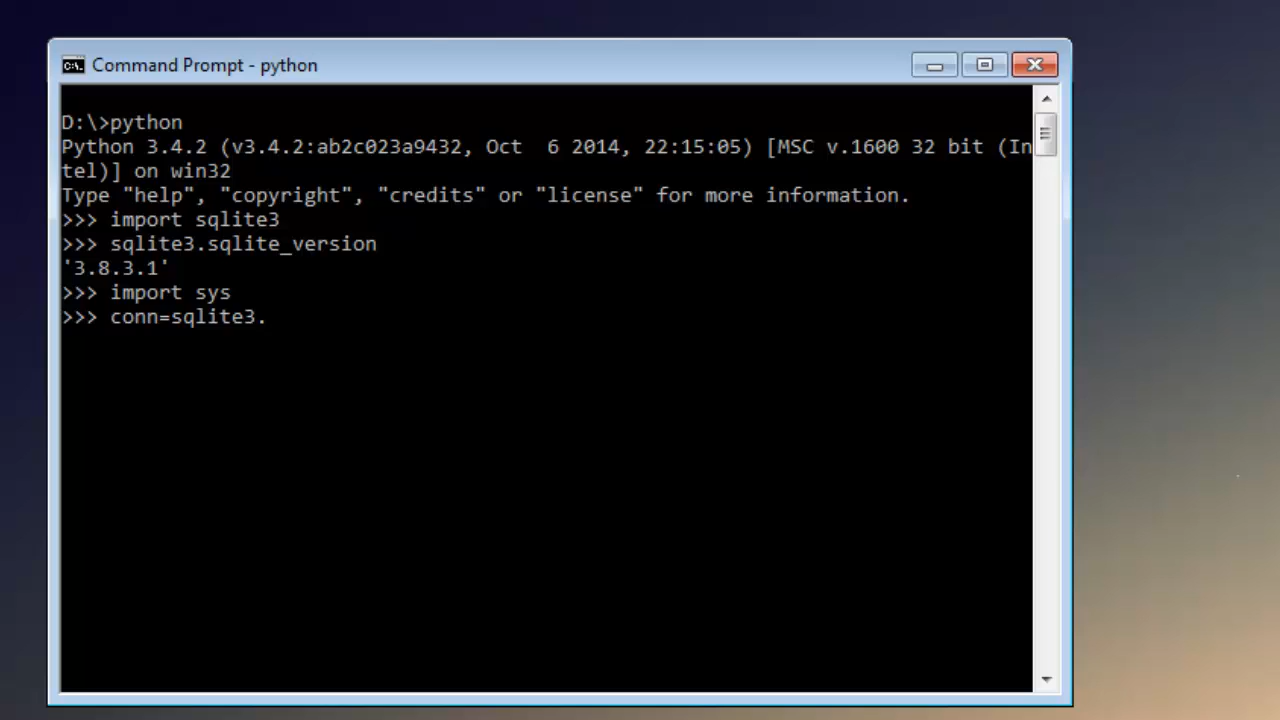 Command Prompt - python
D:\>python
Python 3.4.2 (v3.4.2:ab2c023a9432, Oct  6 2014, 22:15:05) [MSC v.1600 32 bit (In
tel)] on win32
Type "help", "copyright", "credits" or "license" for more information.
>>> import sqlite3
>>> sqlite3.sqlite_version
'3.8.3.1'
>>> import sys
>>> conn=sqlite3.